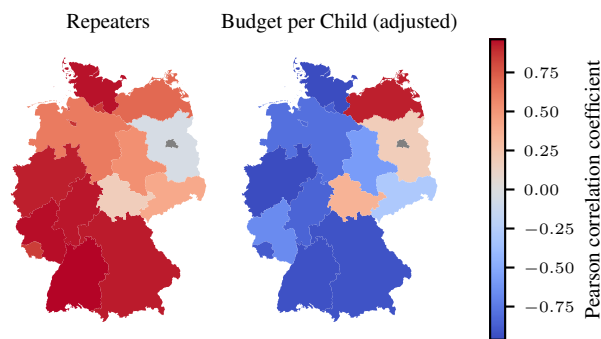 Repeaters
Budget per Child (adjusted)
0.75
0.50
0.25
0.00
−0.25
−0.50
−0.75
Pearson correlation coefficient